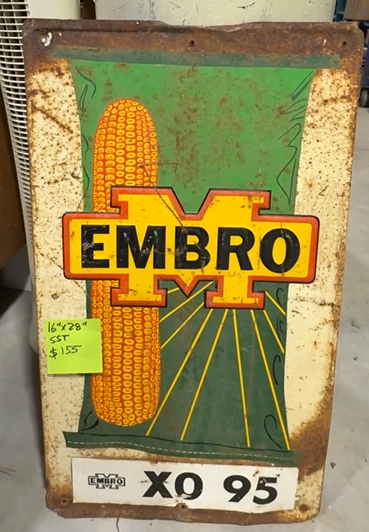 EMBRO
16"x28"
SST
$155
EMBRO
XO 95